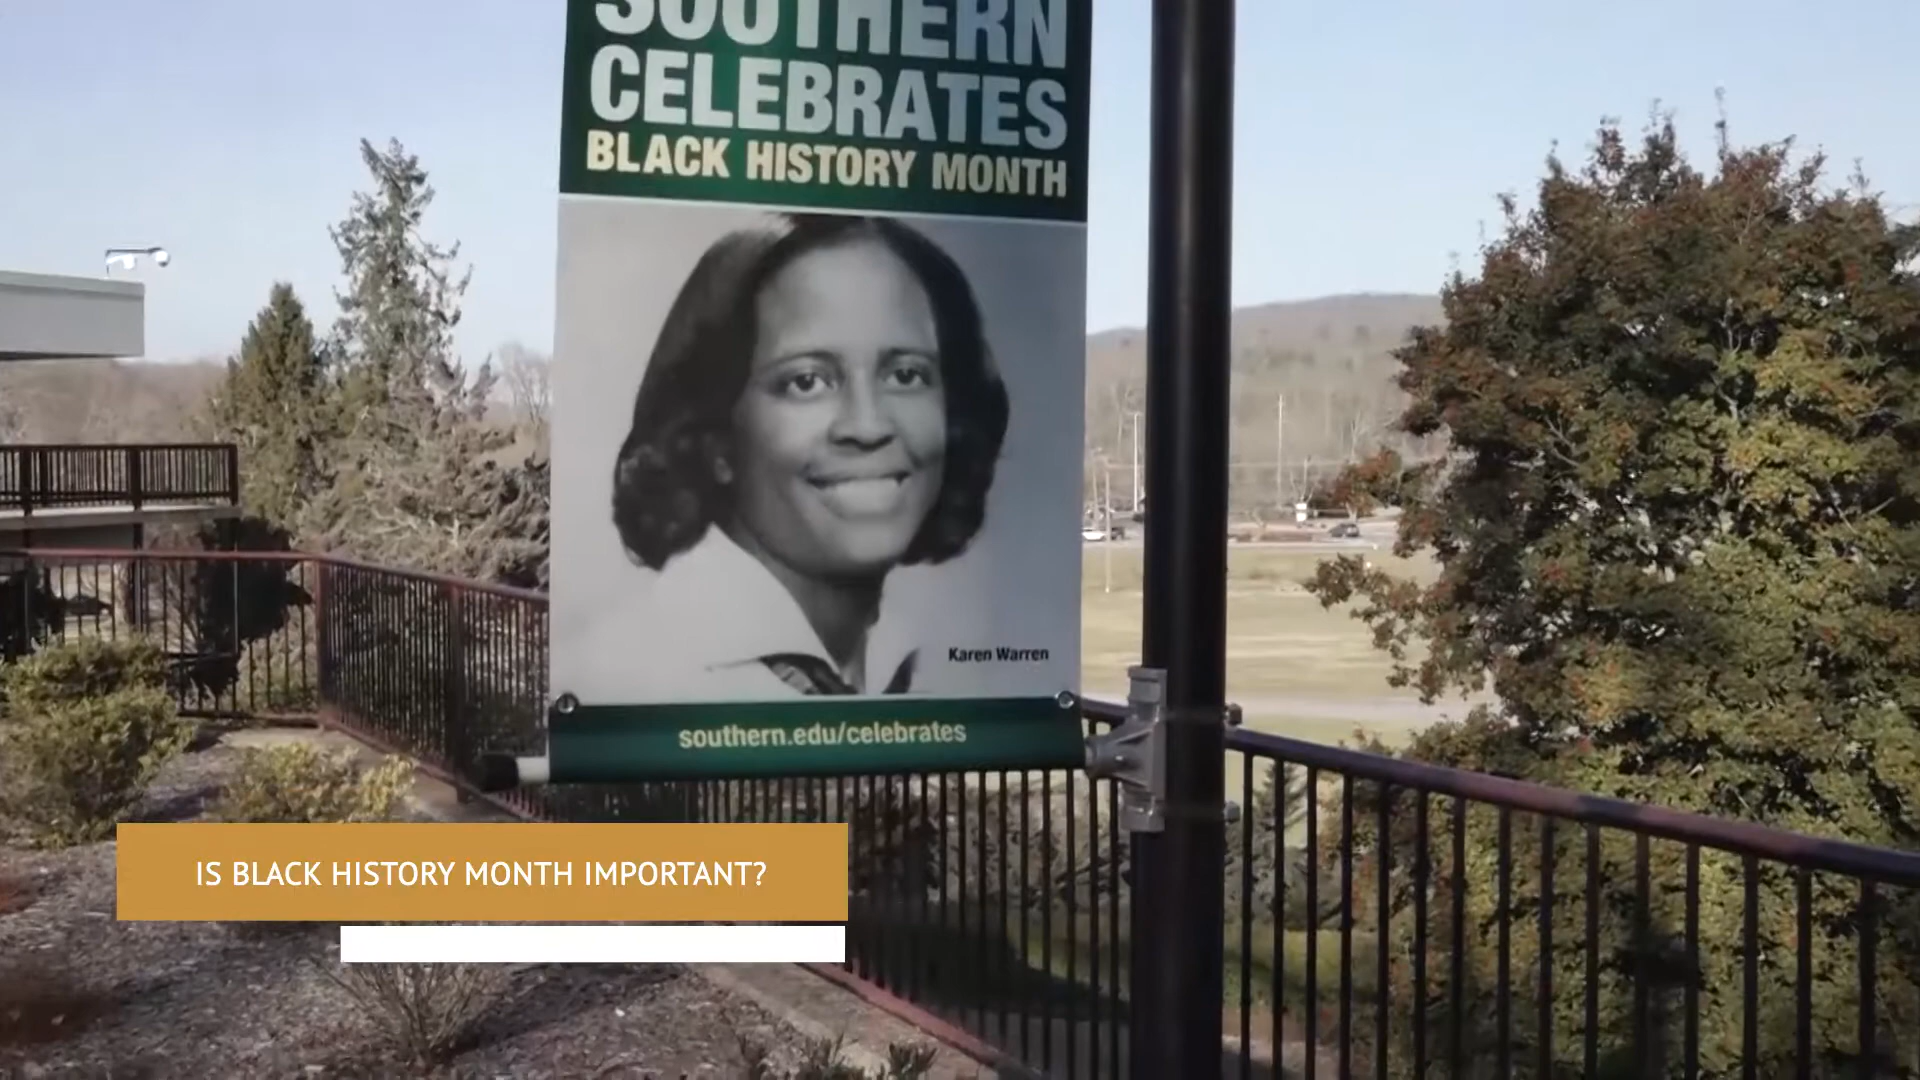 SOUTHERN
CELEBRATES
BLACK HISTORY MONTH
Karen Warren
southern.edu/celebrates
IS BLACK HISTORY MONTH IMPORTANT?